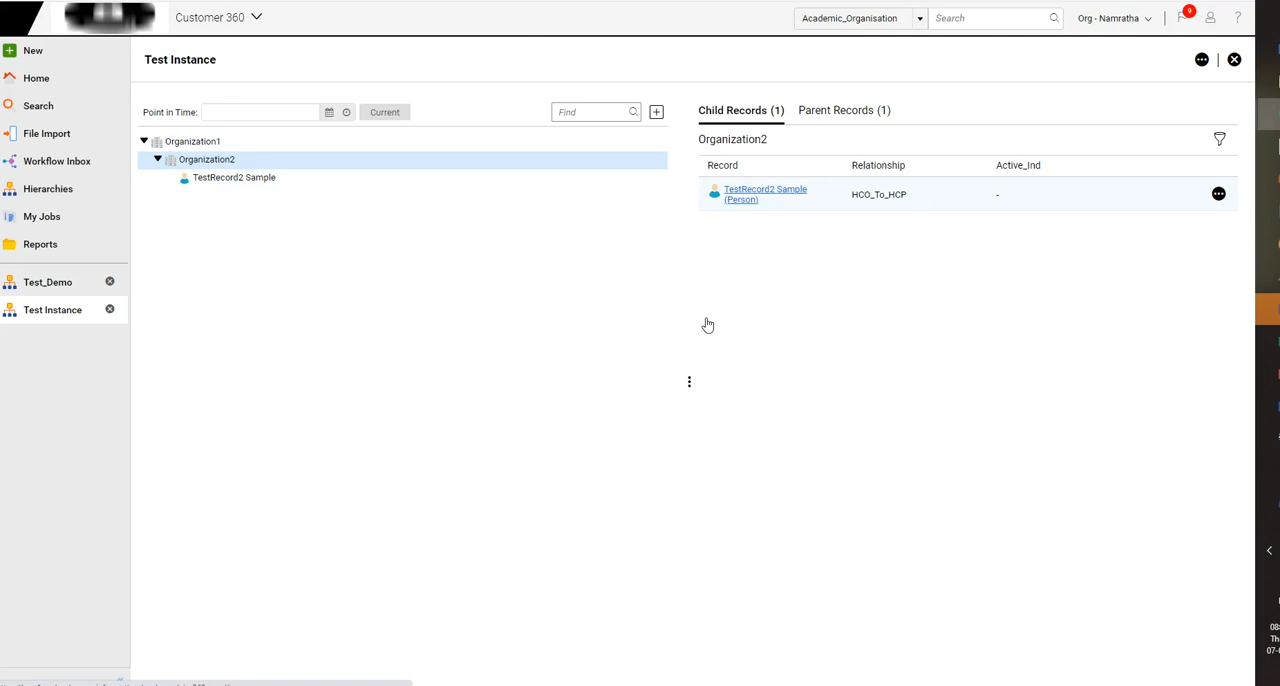 Customer 360
Academic_Organisation
Search
Org - Namratha
9
?
New
Home
Search
File Import
Workflow Inbox
Hierarchies
My Jobs
Reports
Test_Demo
Test Instance
Test Instance
Point in Time:
Current
Find
Organization1
Organization2
TestRecord2 Sample
Child Records (1) Parent Records (1)
Organization2
Record Relationship Active_Ind
TestRecord2 Sample
(Person)
HCO_To_HCP
-